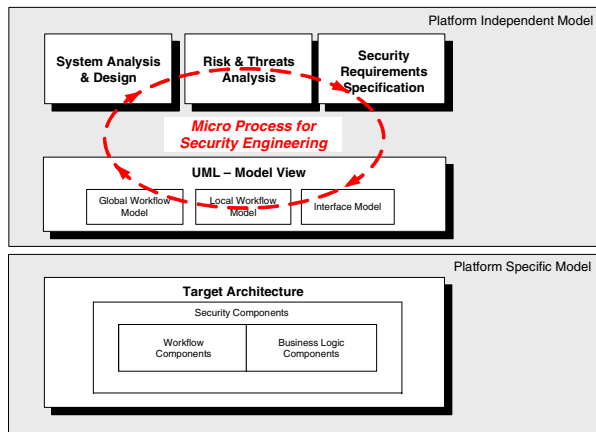 Platform Independent Model
System Analysis
& Design
Risk & Threats
Analysis
Security
Requirements
Specification
Micro Process for
Security Engineering
UML – Model View
Global Workflow
Model
Local Workflow
Model
Interface Model
Platform Specific Model
Target Architecture
Security Components
Workflow
Components
Business Logic
Components